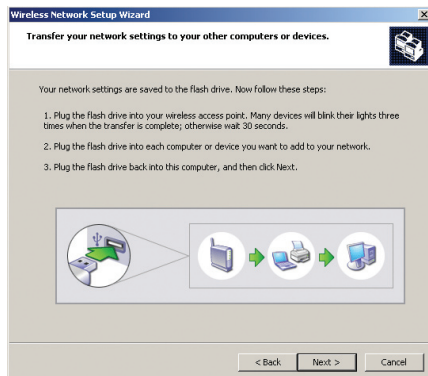 Wireless Network Setup Wizard
Transfer your network settings to your other computers or devices.
Your network settings are saved to the flash drive. Now follow these steps:
1. Plug the flash drive into your wireless access point. Many devices will blink their lights three
times when the transfer is complete; otherwise wait 30 seconds.
2. Plug the flash drive into each computer or device you want to add to your network.
3. Plug the flash drive back into this computer, and then click Next.
< Back Next > Cancel